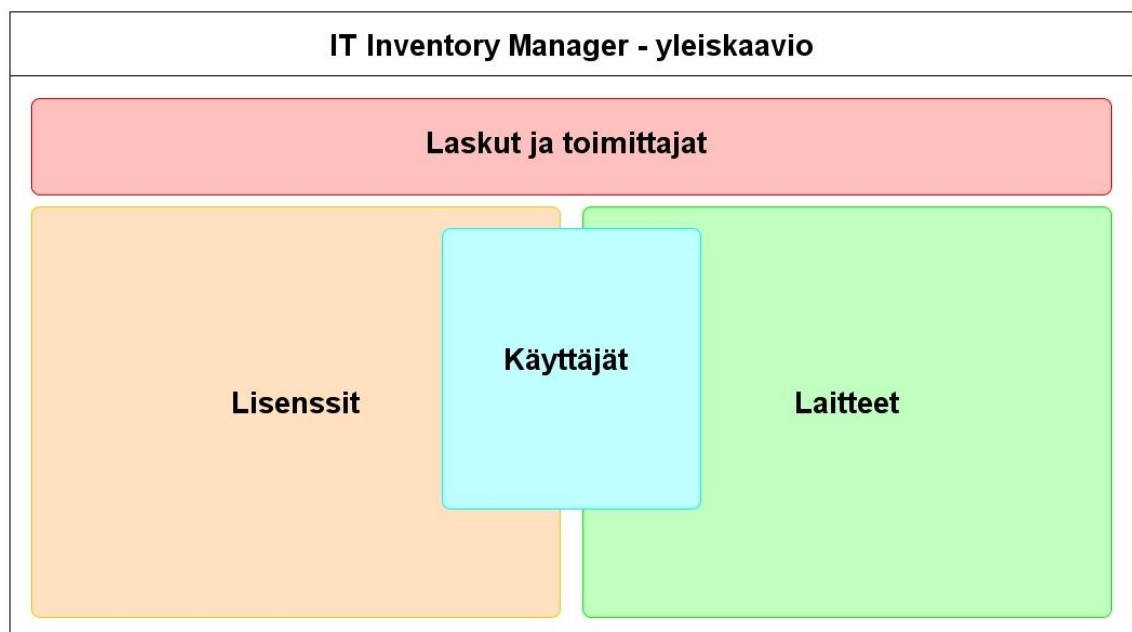 IT Inventory Manager - yleiskaavio
Laskut ja toimittajat
Käyttäjät
Lisenssit
Laitteet